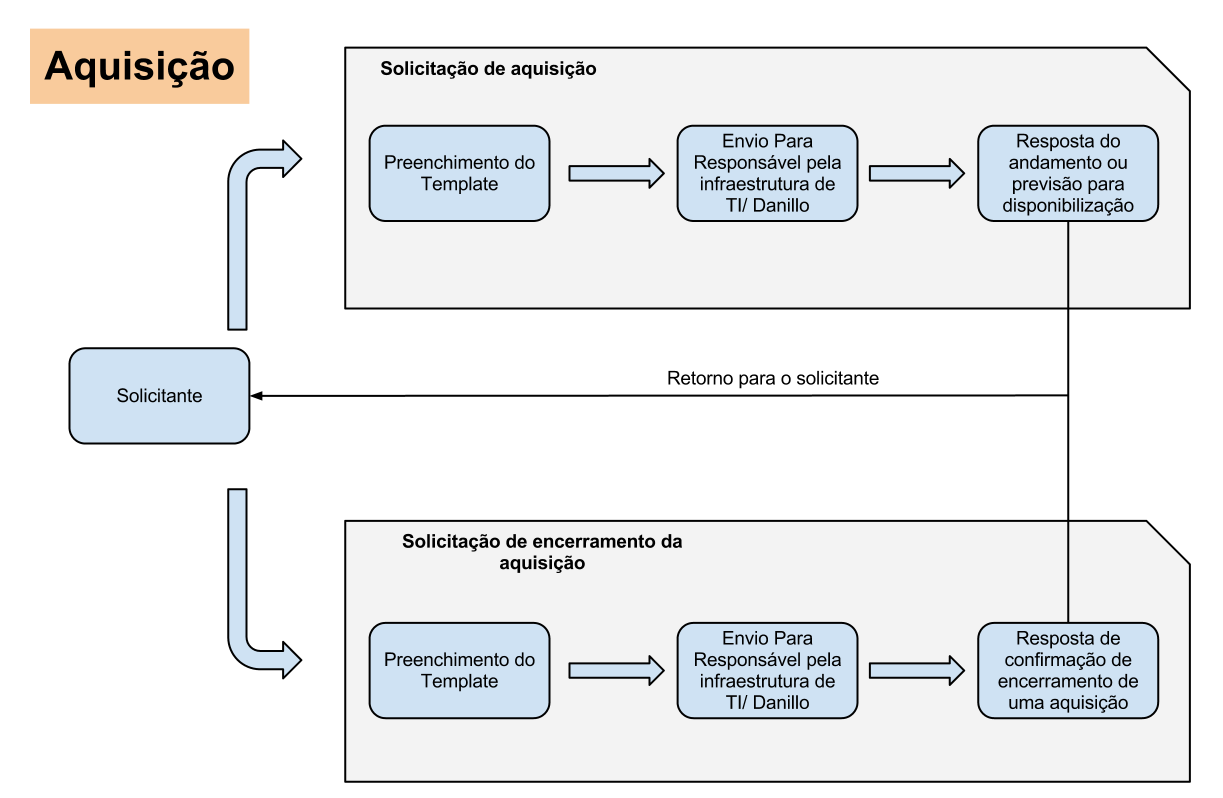 Aquisição
Solicitação de aquisição
Preenchimento do
Template
Envio Para
Responsável pela
infraestrutura de
TI/ Danillo
Resposta do
andamento ou
previsão para
disponibilização
Solicitante
Retorno para o solicitante
Solicitação de encerramento da
aquisição
Preenchimento do
Template
Envio Para
Responsável pela
infraestrutura de
TI/ Danillo
Resposta de
confirmação de
encerramento de
uma aquisição